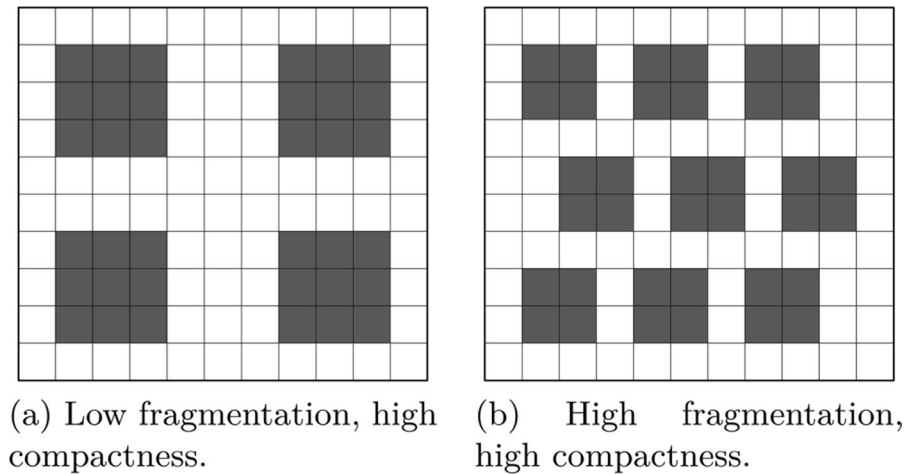 (a) Low fragmentation, high
compactness.
(b) High fragmentation,
high compactness.